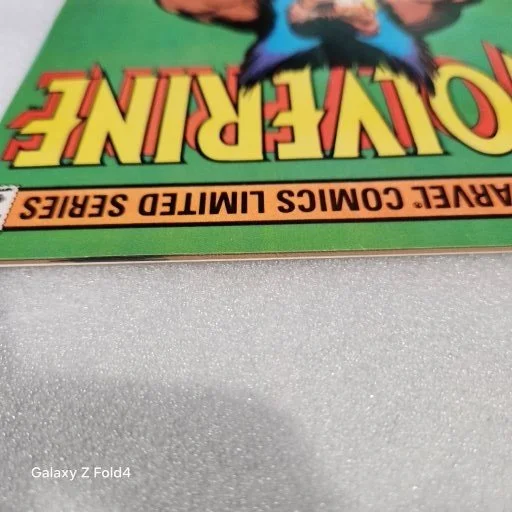 ARVEL COMICS LIMITED SERIES
OLVERINE
Galaxy Z Fold4